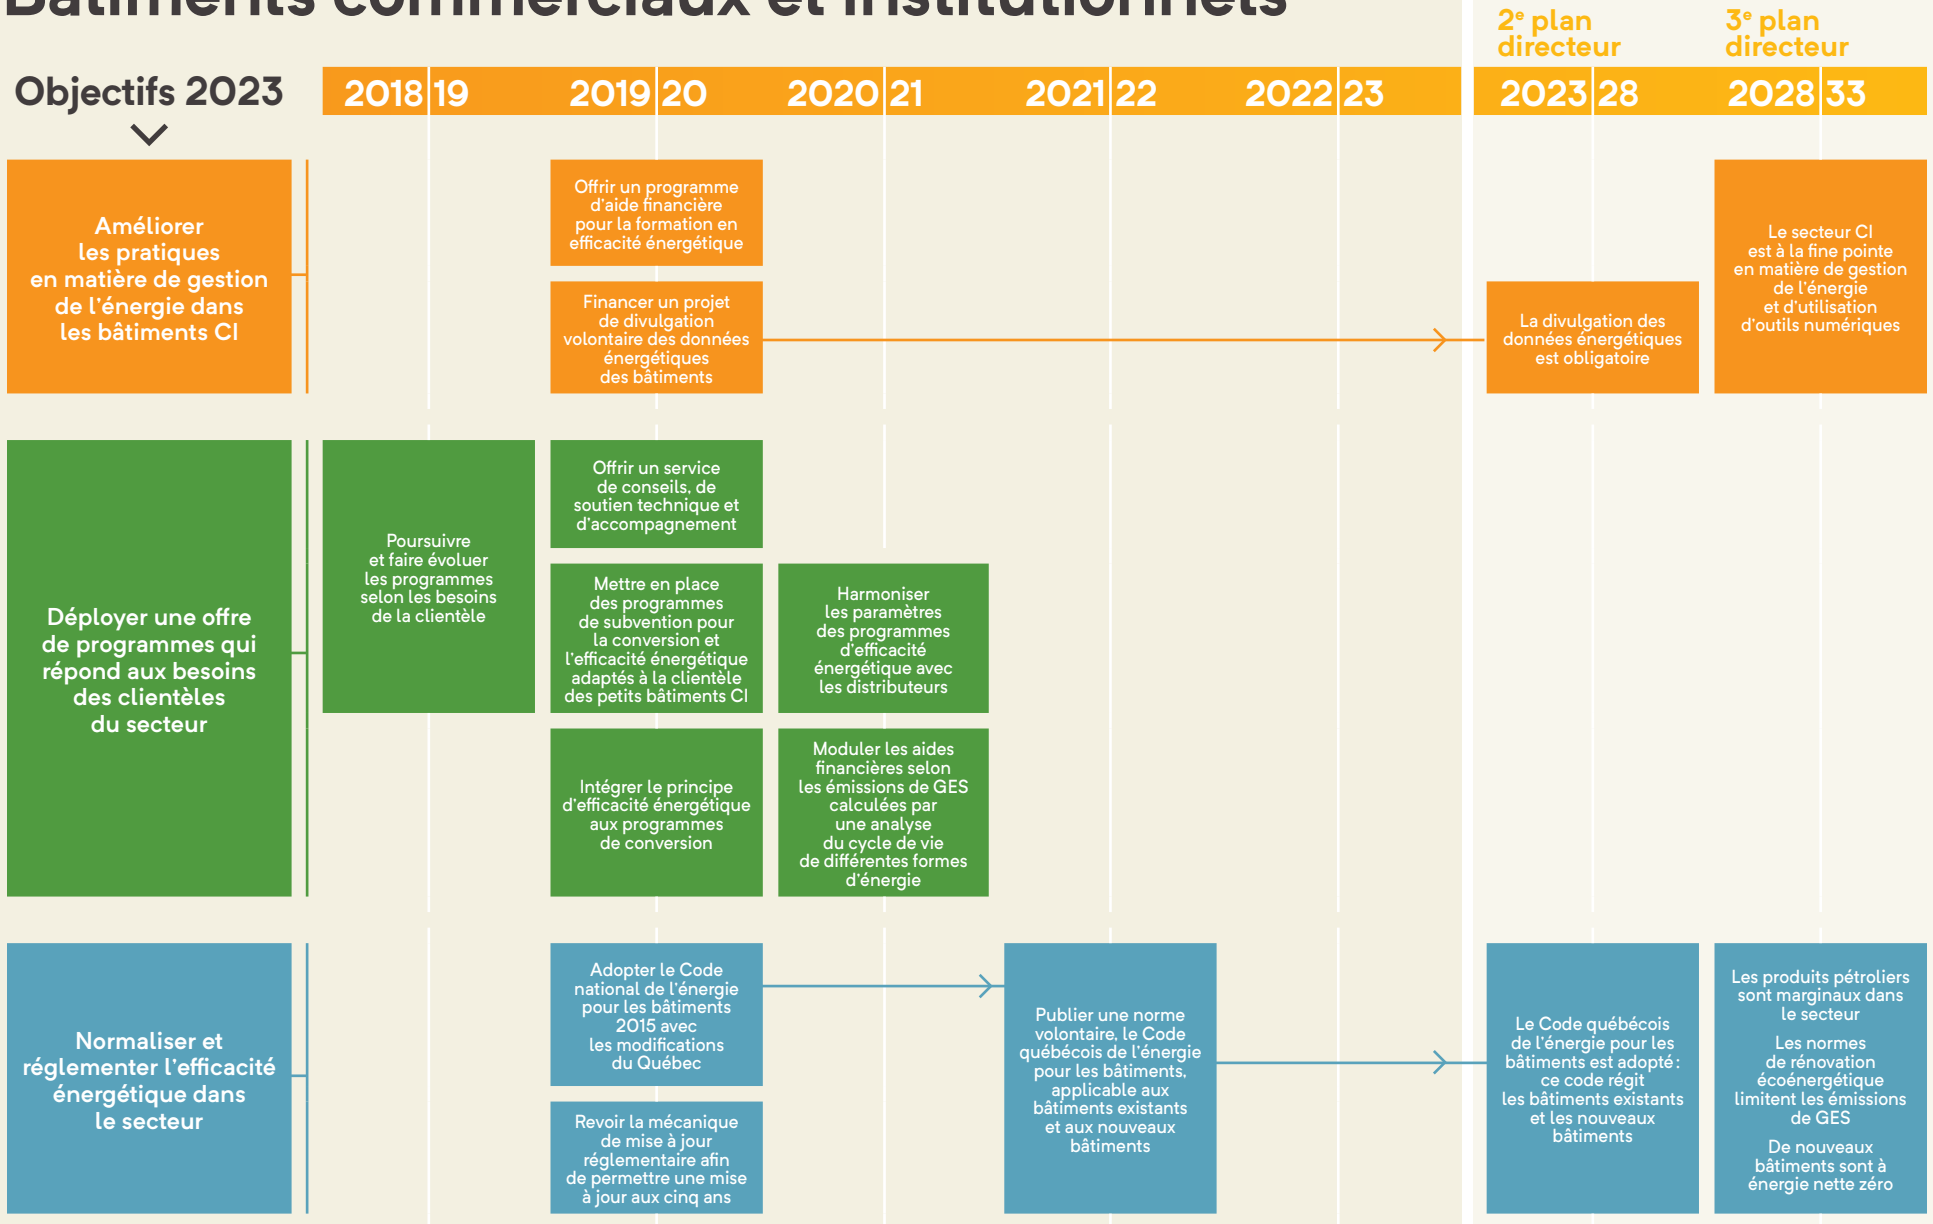 Bâtiments commerciaux et institutionnels
2e plan
directeur
3e plan
directeur
Objectifs 2023
2018 19
2019 20
2020 21
2021 22
2022 23
2023 28
2028 33
Améliorer
les pratiques
en matière de gestion
de l'énergie dans
les bâtiments CI
Offrir un programme
d'aide financière
pour la formation en
efficacité énergétique
Financer un projet
de divulgation
volontaire des données
énergétiques
des bâtiments
La divulgation des
données énergétiques
est obligatoire
Le secteur CI
est à la fine pointe
en matière de gestion
de l'énergie
et d'utilisation
d'outils numériques
Déployer une offre
de programmes qui
répond aux besoins
des clientèles
du secteur
Poursuivre
et faire évoluer
les programmes
selon les besoins
de la clientèle
Offrir un service
de conseils, de
soutien technique et
d'accompagnement
Mettre en place
des programmes
de subvention pour
la conversion et
l'efficacité énergétique
adaptés à la clientèle
des petits bâtiments CI
Intégrer le principe
d'efficacité énergétique
aux programmes
de conversion
Harmoniser
les paramètres
des programmes
d'efficacité
énergétique avec
les distributeurs
Moduler les aides
financières selon
les émissions de GES
calculées par
une analyse
du cycle de vie
de différentes formes
d'énergie
Normaliser et
réglementer l'efficacité
énergétique dans
le secteur
Adopter le Code
national de l'énergie
pour les bâtiments
2015 avec
les modifications
du Québec
Revoir la mécanique
de mise à jour
réglementaire afin
de permettre une mise
à jour aux cinq ans
Publier une norme
volontaire, le Code
québécois de l'énergie
pour les bâtiments,
applicable aux
bâtiments existants
et aux nouveaux
bâtiments
Le Code québécois
de l'énergie pour les
bâtiments est adopté :
ce code régit
les bâtiments existants
et les nouveaux
bâtiments
Les produits pétroliers
sont marginaux dans
le secteur
Les normes
de rénovation
écoénergétique
limitent les émissions
de GES
De nouveaux
bâtiments sont à
énergie nette zéro